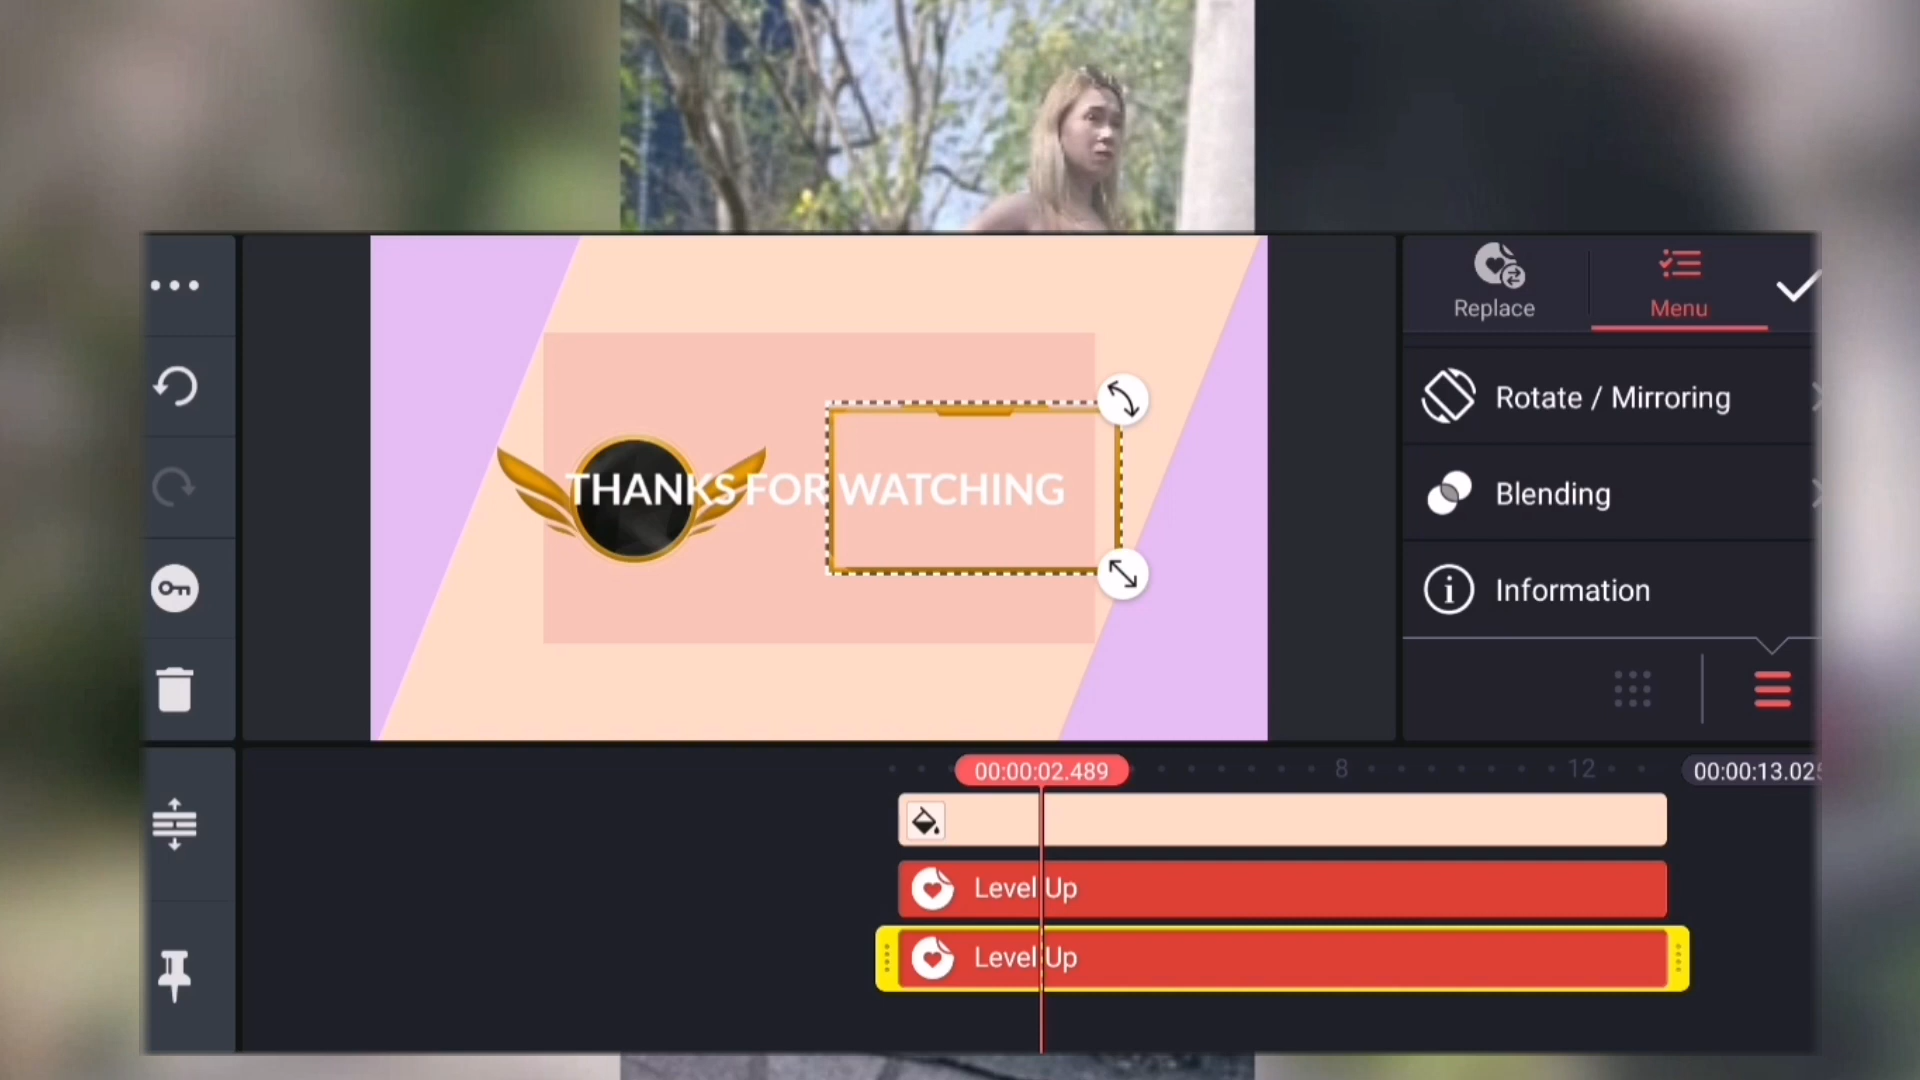 Replace
Menu
Rotate / Mirroring
THANKS FOR WATCHING
Blending
Information
00:00:02.489
8
12
00:00:13.025
Level Up
Level Up